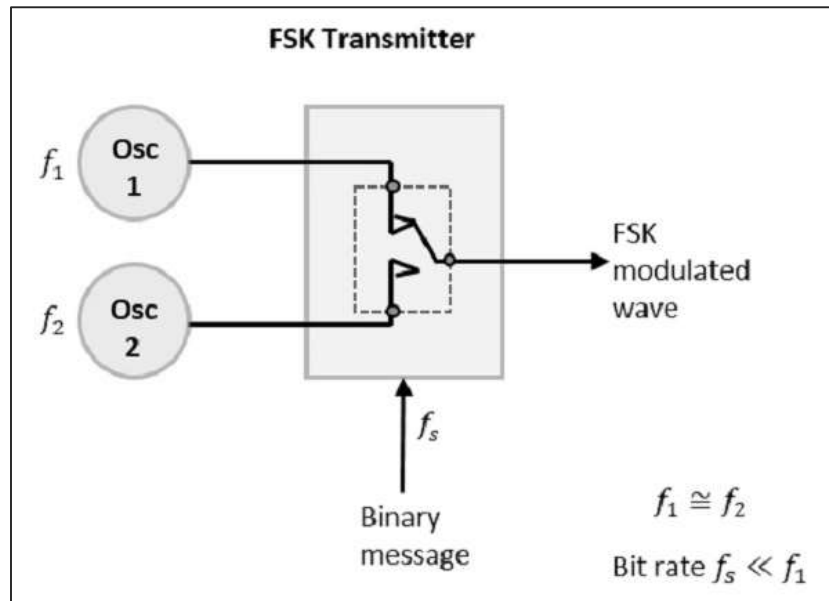 FSK Transmitter
f₁
Osc
1
f₂
Osc
2
FSK
modulated
wave
fₛ
Binary
message
f₁ ≅ f₂
Bit rate fₛ ≪ f₁